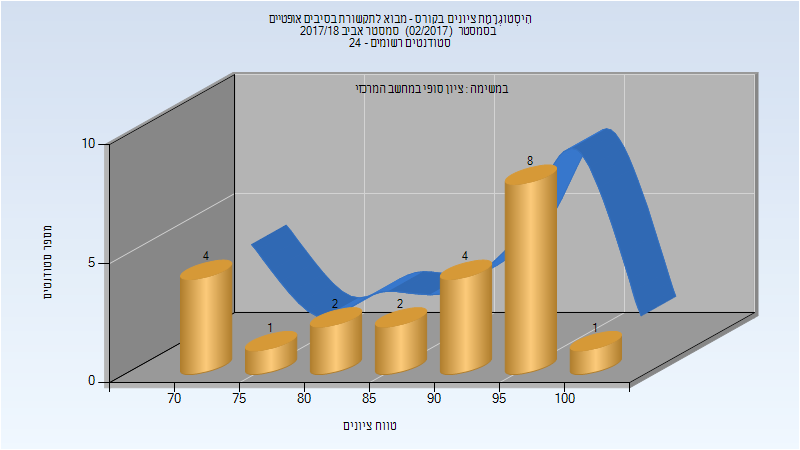 הִיסְטוֹגְרָמַת ציונים בקורס - מבוא לתקשורת בסיבים אופטיים
בסמסטר (02/2017) סמסטר אביב 2017/18
סטודנטים רשומים - 24
במשימה : ציון סופי במחשב המרכזי
מספר סטודנטים
10
5
0
4
1
2
2
4
8
1
70
75
80
85
90
95
100
טווח ציונים